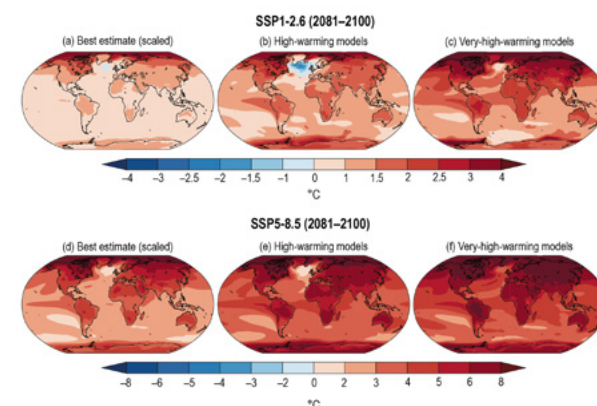 SSP1-2.6 (2081–2100)
(a) Best estimate (scaled) (b) High-warming models (c) Very-high-warming models
−4 −3 −2.5 −2 −1.5 −1 0 1 1.5 2 2.5 3 4
°C
SSP5-8.5 (2081–2100)
(d) Best estimate (scaled) (e) High-warming models (f) Very-high-warming models
−8 −6 −5 −4 −3 −2 0 2 3 4 5 6 8
°C